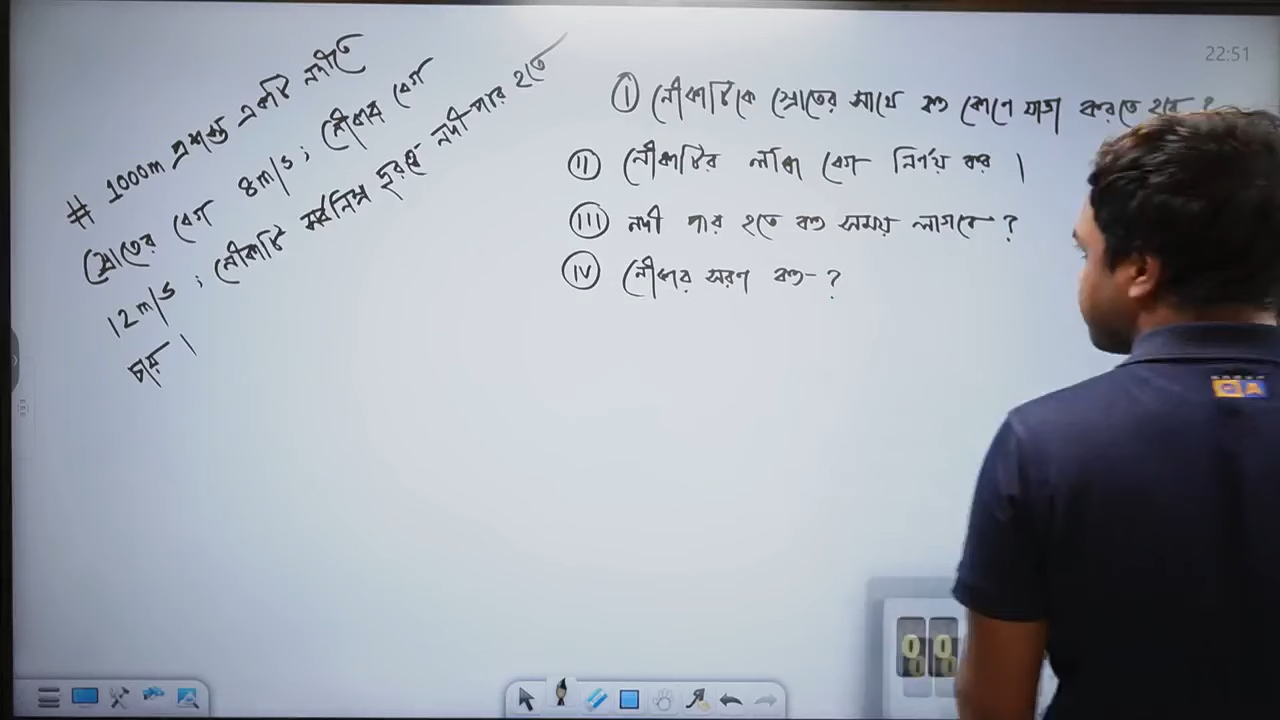 # 1000m প্রশস্ত একটি নদীতে
স্রোতের বেগ 8m/s ; নৌকার বেগ
12m/s ; নৌকাটি সর্বনিম্ন দূরত্বে নদী পার হতে
চায় ।
I নৌকাটিকে স্রোতের সাথে কত কোণে যাত্রা করতে হবে ?
II নৌকাটির লব্ধি বেগ নির্ণয় কর ।
III নদী পার হতে কত সময় লাগবে ?
IV নৌকার সরণ কত- ?
22:51